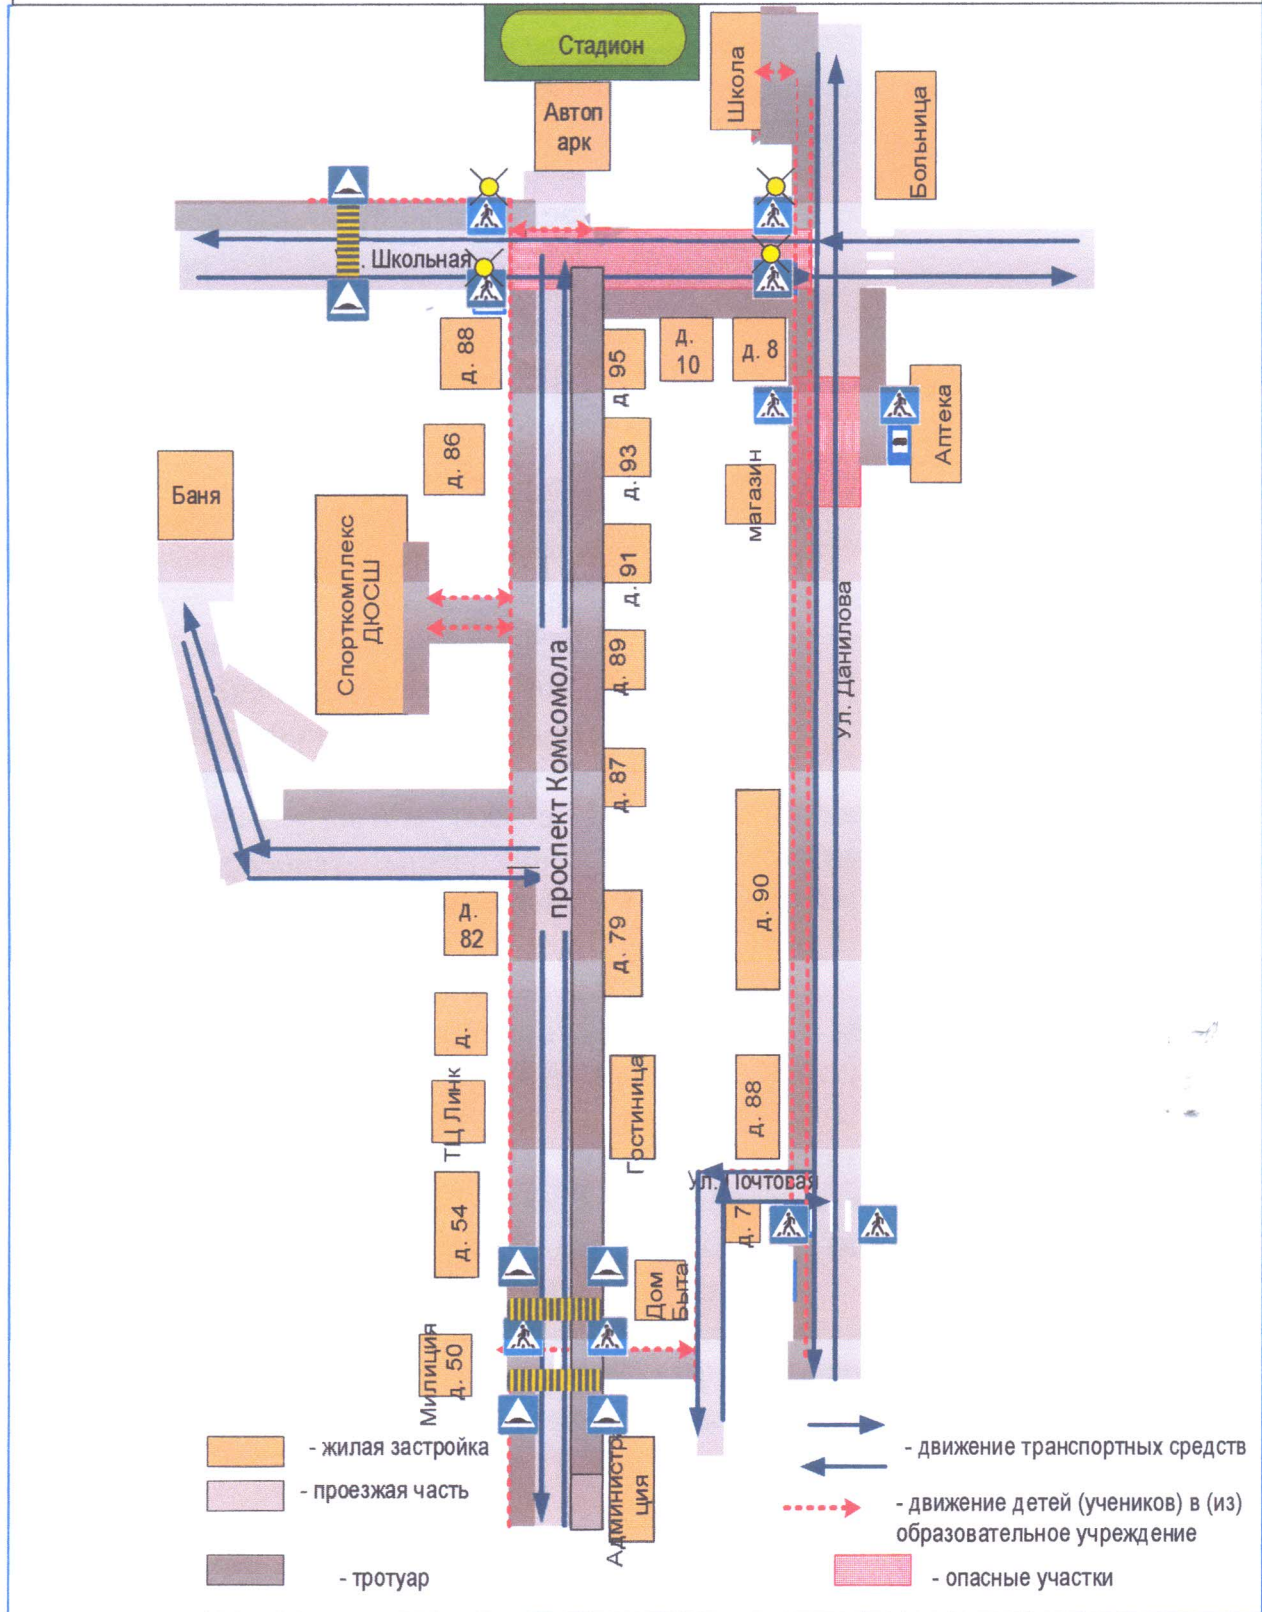 Стадион
Автоп
арк
Школа
Больница
. Школьная
д. 88
д. 95
д.
10
д. 8
д. 86
д. 93
магазин
Аптека
Баня
Спорткомплекс
ДЮСШ
д. 91
д. 89
проспект Комсомола
Ул. Данилова
д. 87
д.
82
д. 79
д. 90
д.
ТЦ Линк
Гостиница
д. 88
Ул. Почтовая
д. 54
д. 7
Дом
Быта
Милиция
д. 50
Администра
ция
- жилая застройка
- проезжая часть
- тротуар
- движение транспортных средств
- движение детей (учеников) в (из)
образовательное учреждение
- опасные участки